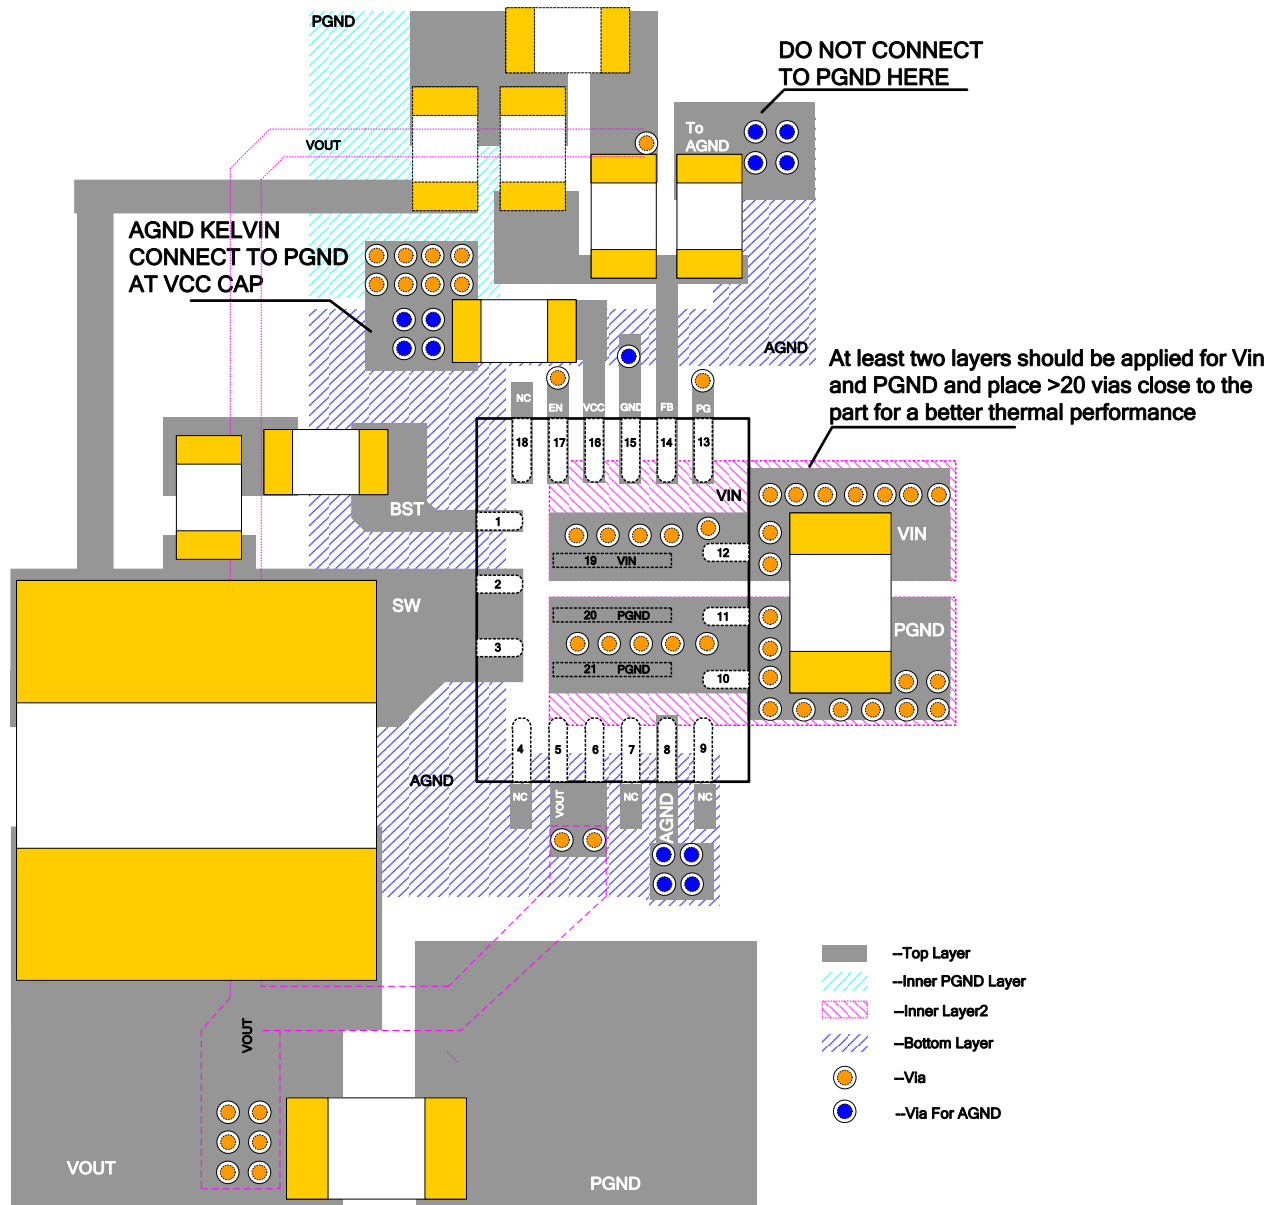 PGND
DO NOT CONNECT
TO PGND HERE
To
AGND
VOUT
AGND KELVIN
CONNECT TO PGND
AT VCC CAP
AGND
At least two layers should be applied for Vin
and PGND and place >20 vias close to the
part for a better thermal performance
NC
EN
VCC
GND
FB
PG
18
17
16
15
14
13
VIN
BST
1
VIN
12
19 VIN
2
SW
20 PGND
11
PGND
3
21 PGND
10
4
5
6
7
8
9
AGND
NC
VOUT
NC
AGND
NC
--Top Layer
--Inner PGND Layer
--Inner Layer2
--Bottom Layer
--Via
--Via For AGND
VOUT
VOUT
PGND